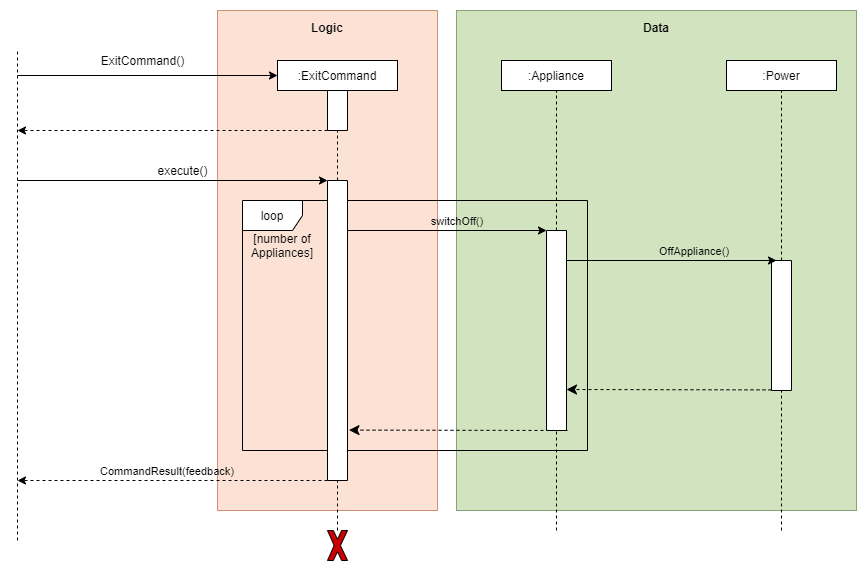 Logic
Data
ExitCommand()
:ExitCommand
:Appliance
:Power
execute()
loop
[number of
Appliances]
switchOff()
OffAppliance()
CommandResult(feedback)